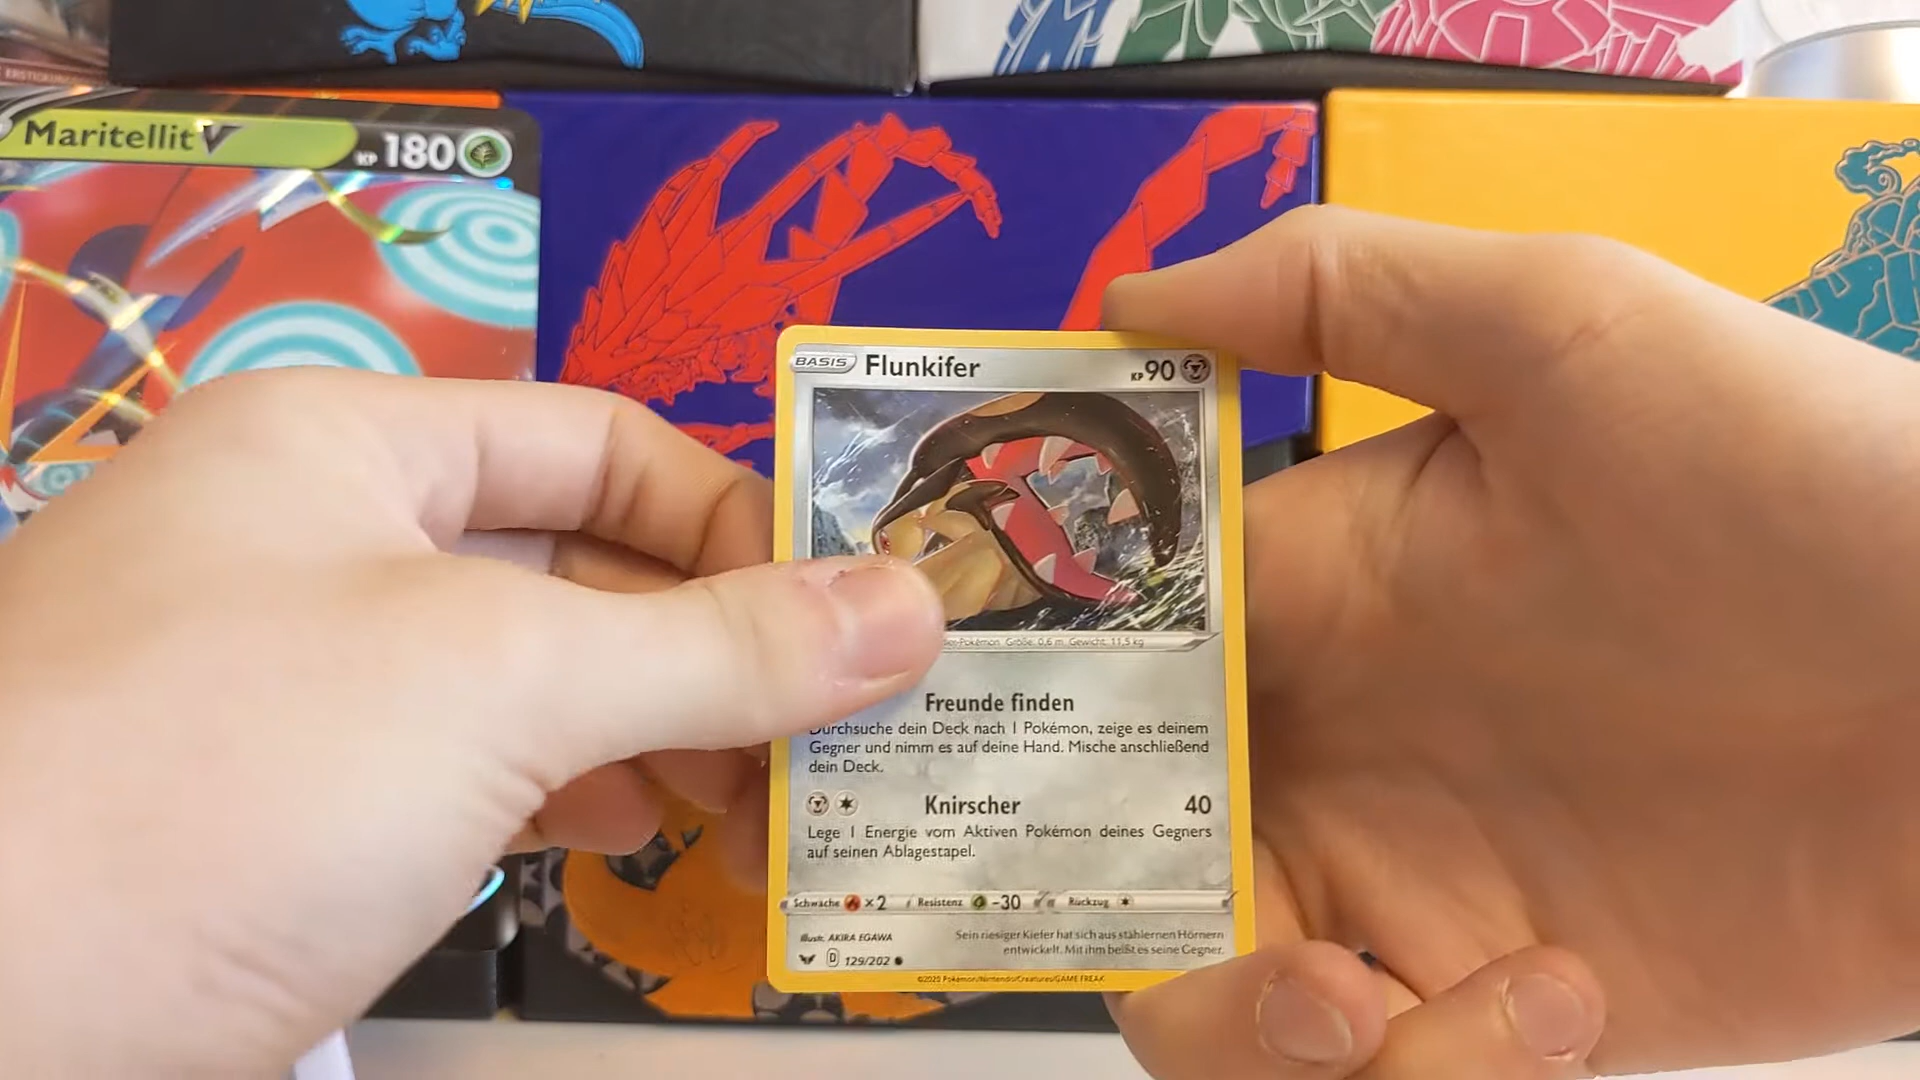 Maritellit V
KP 180
BASIS Flunkifer KP 90
-Pokémon Größe: 0,6 m Gewicht: 11,5 kg
Freunde finden
Durchsuche dein Deck nach 1 Pokémon, zeige es deinem
Gegner und nimm es auf deine Hand. Mische anschließend
dein Deck.
Knirscher 40
Lege 1 Energie vom Aktiven Pokémon deines Gegners
auf seinen Ablagestapel.
Schwäche ×2 Resistenz -30 Rückzug
Illustr. AKIRA EGAWA
Sein riesiger Kiefer hat sich aus stählernen Hörnern
entwickelt. Mit ihm beißt es seine Gegner.
D 129/202
©2020 Pokémon/Nintendo/Creatures/GAME FREAK